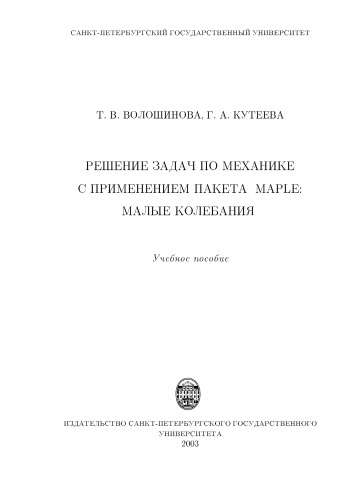 САНКТ-ПЕТЕРБУРГСКИЙ ГОСУДАРСТВЕННЫЙ УНИВЕРСИТЕТ
Т. В. ВОЛОШИНОВА, Г. А. КУТЕЕВА
РЕШЕНИЕ ЗАДАЧ ПО МЕХАНИКЕ
С ПРИМЕНЕНИЕМ ПАКЕТА MAPLE:
МАЛЫЕ КОЛЕБАНИЯ
Учебное пособие
ИЗДАТЕЛЬСТВО САНКТ-ПЕТЕРБУРГСКОГО ГОСУДАРСТВЕННОГО
УНИВЕРСИТЕТА
2003